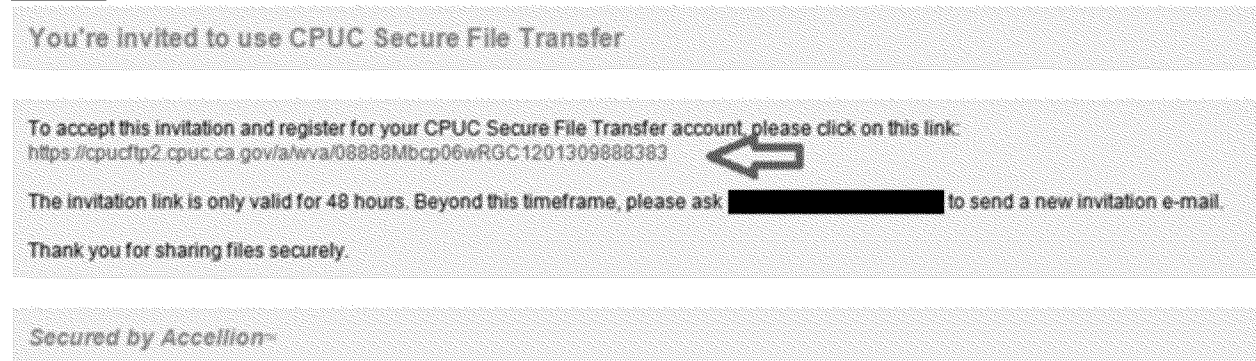 You're invited to use CPUC Secure File Transfer
To accept this invitation and register for your CPUC Secure File Transfer account, please click on this link:
https://cpucftp2.cpuc.ca.gov/a/wva/08888Mbcp06wRGC1201309888383
The invitation link is only valid for 48 hours. Beyond this timeframe, please ask to send a new invitation e-mail.
Thank you for sharing files securely.
Secured by Accellion™